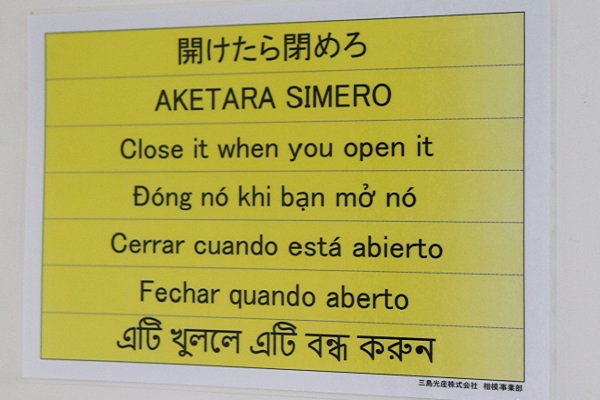 開けたら閉めろ
AKETARA SIMERO
Close it when you open it
Đóng nó khi bạn mở nó
Cerrar cuando está abierto
Fechar quando aberto
এটি খুললে এটি বন্ধ করুন
三島光産株式会社 相模事業部